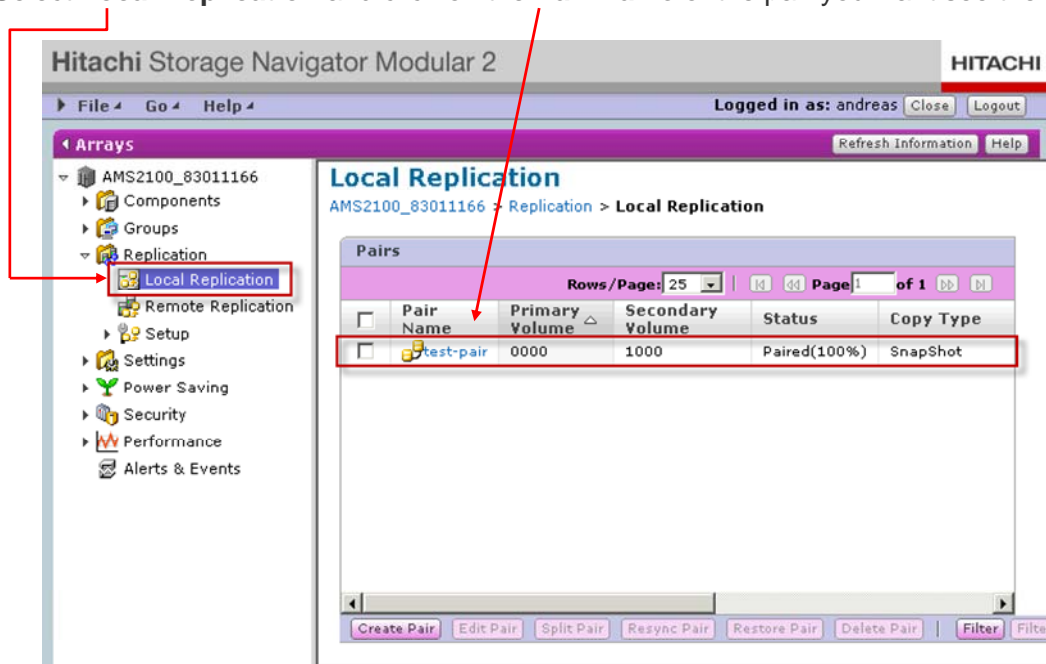 Hitachi Storage Navigator Modular 2
HITACHI
File Go Help
Logged in as: andreas Close Logout
Arrays
Refresh Information Help
AMS2100_83011166
Components
Groups
Replication
Local Replication
Remote Replication
Setup
Settings
Power Saving
Security
Performance
Alerts & Events
Local Replication
AMS2100_83011166 > Replication > Local Replication
Pairs
Rows/Page: 25 | Page 1 of 1
Pair Name Primary Volume Secondary Volume Status Copy Type
test-pair 0000 1000 Paired(100%) SnapShot
Create Pair Edit Pair Split Pair Resync Pair Restore Pair Delete Pair | Filter